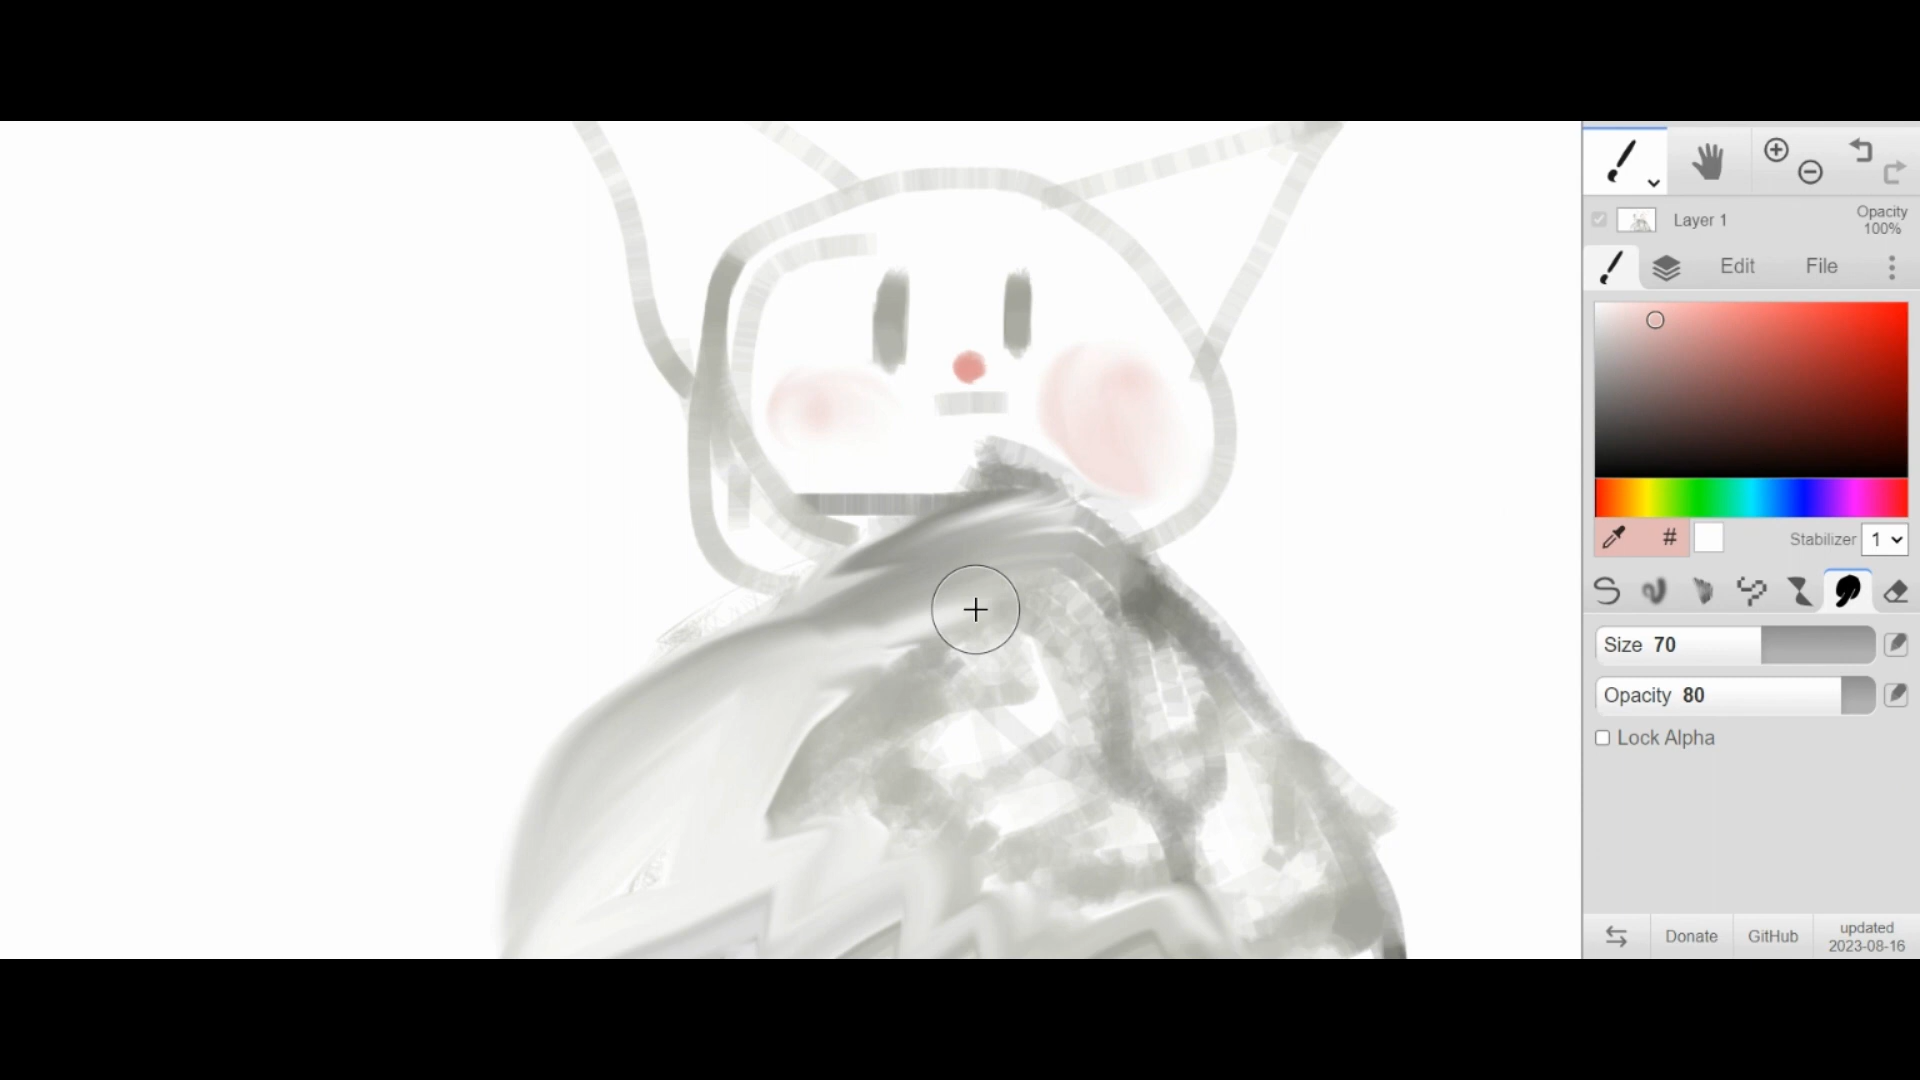 Layer 1
Opacity
100%
Edit File
#
Stabilizer 1
Size 70
Opacity 80
Lock Alpha
Donate GitHub
updated
2023-08-16